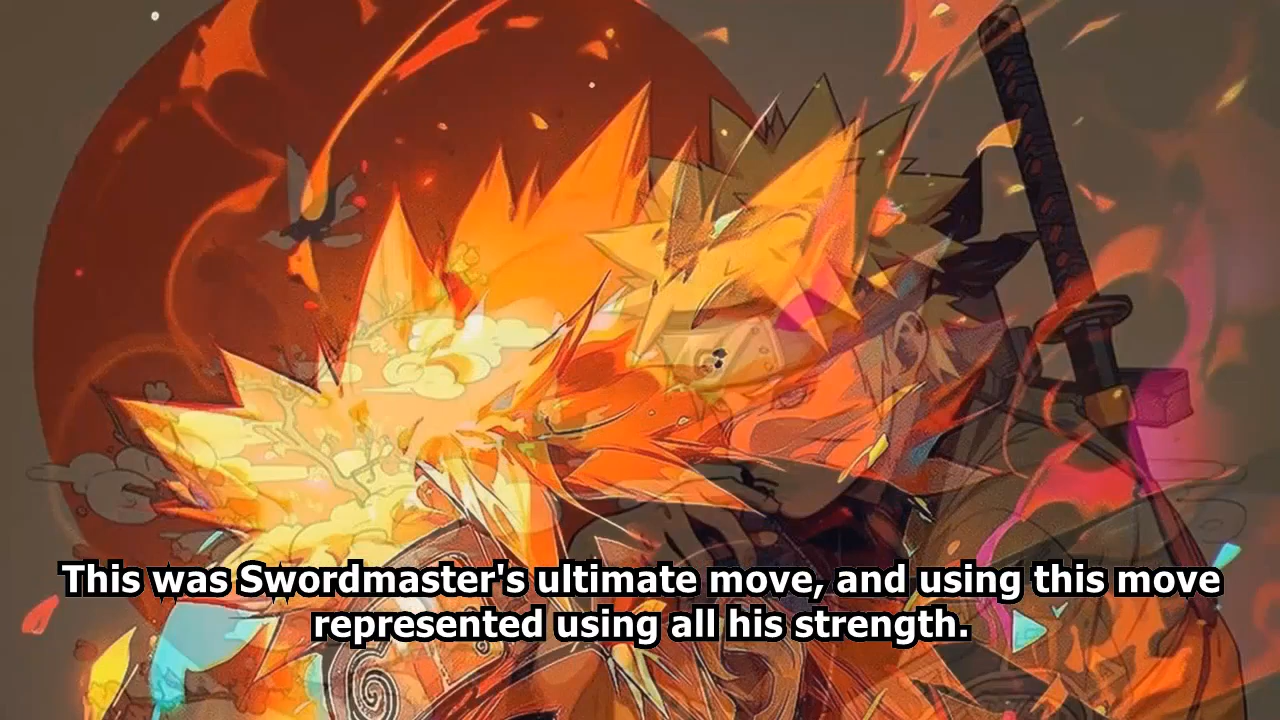 This was Swordmaster's ultimate move, and using this move
represented using all his strength.